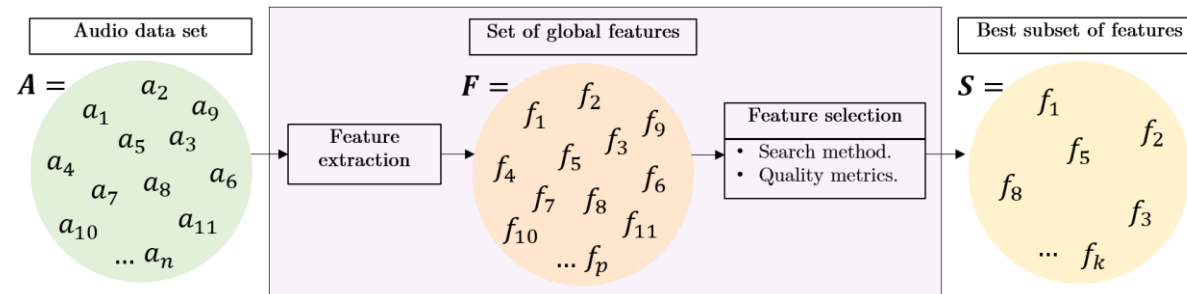 Audio data set
A =
a₁ a₂ a₉
a₅ a₃
a₄ a₇ a₈ a₆
a₁₀ a₁₁
... aₙ
Feature
extraction
Set of global features
F =
f₁ f₂ f₉
f₅ f₃
f₄ f₇ f₈ f₆
f₁₀ f₁₁
... fₚ
Feature selection
• Search method.
• Quality metrics.
Best subset of features
S =
f₁ f₂
f₅
f₈ f₃
... fₖ